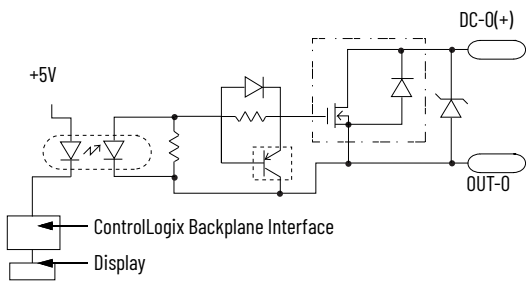 DC-0(+)
+5V
OUT-0
ControlLogix Backplane Interface
Display